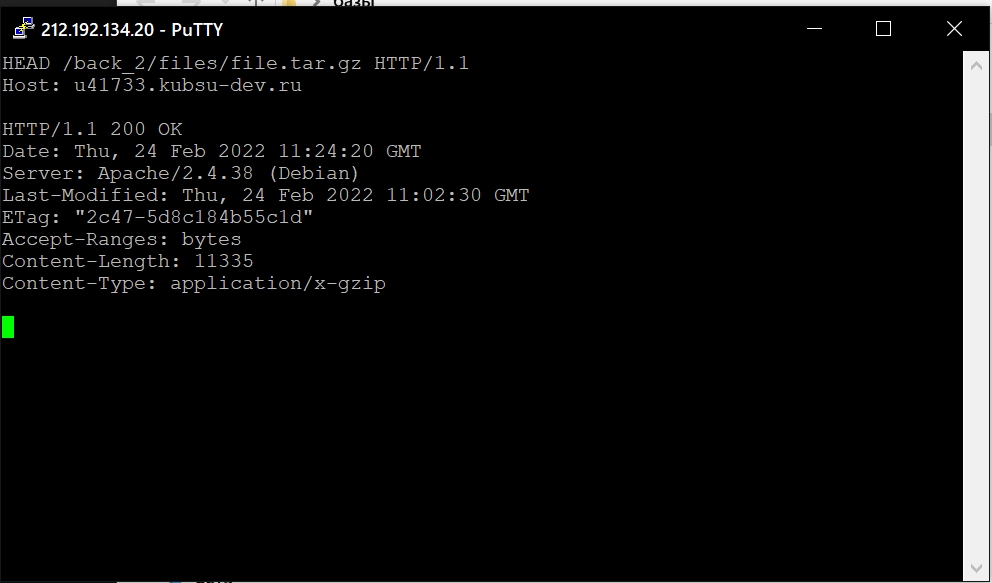 212.192.134.20 - PuTTY
HEAD /back_2/files/file.tar.gz HTTP/1.1
Host: u41733.kubsu-dev.ru
HTTP/1.1 200 OK
Date: Thu, 24 Feb 2022 11:24:20 GMT
Server: Apache/2.4.38 (Debian)
Last-Modified: Thu, 24 Feb 2022 11:02:30 GMT
ETag: "2c47-5d8c184b55c1d"
Accept-Ranges: bytes
Content-Length: 11335
Content-Type: application/x-gzip